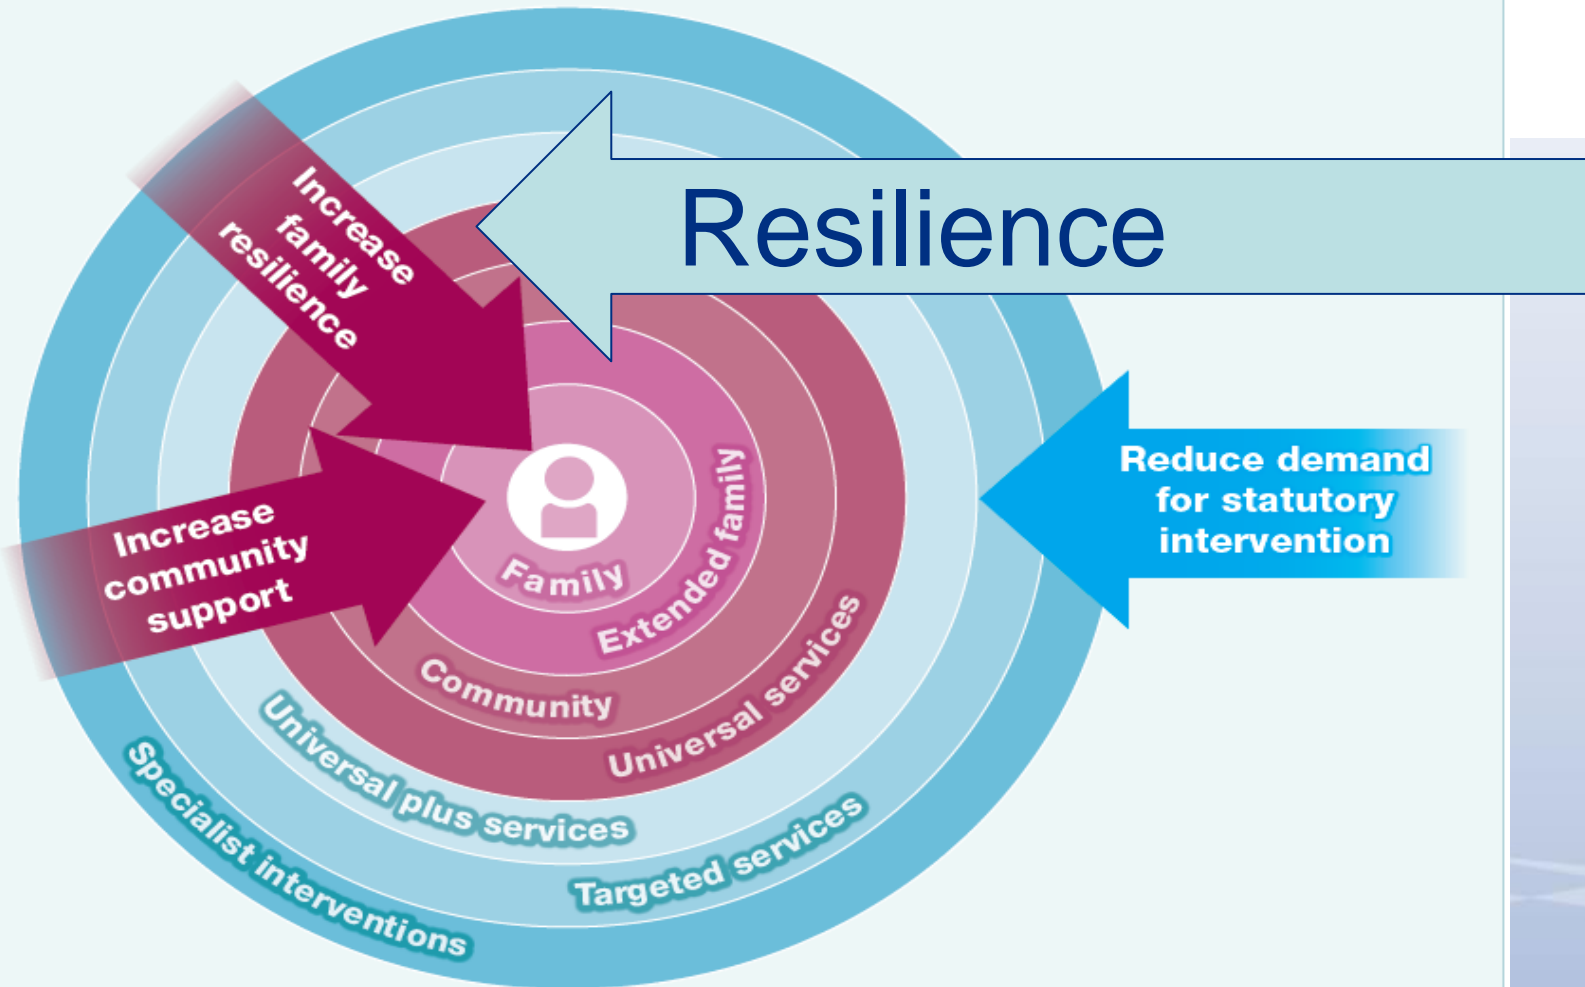 Resilience
Increase
family
resilience
Increase
community
support
Reduce demand
for statutory
intervention
Family
Extended family
Community
Universal services
Universal plus services
Targeted services
Specialist interventions